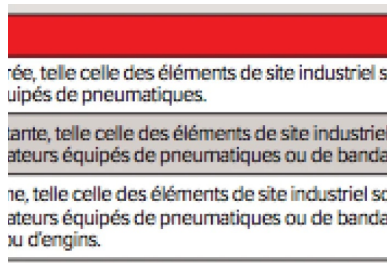 rée, telle celle des éléments de site industriel s
uipés de pneumatiques.
tante, telle celle des éléments de site industriel
ateurs équipés de pneumatiques ou de banda
ne, telle celle des éléments de site industriel so
ateurs équipés de pneumatiques ou de banda
ou d'engins.